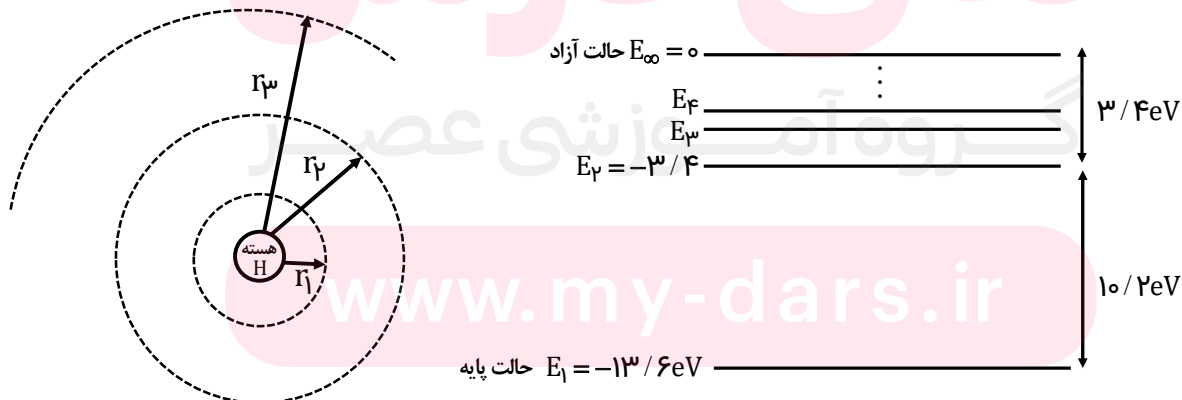 E∞ = ۰ حالت آزاد
E۴
۳/۴eV
r۳
E۳
E۲ = −۳/۴
r۲
هسته
H
r۱
۱۰/۲eV
www.my-dars.ir
حالت پایه E۱ = −۱۳/۶eV
گروه آموزشی عصر